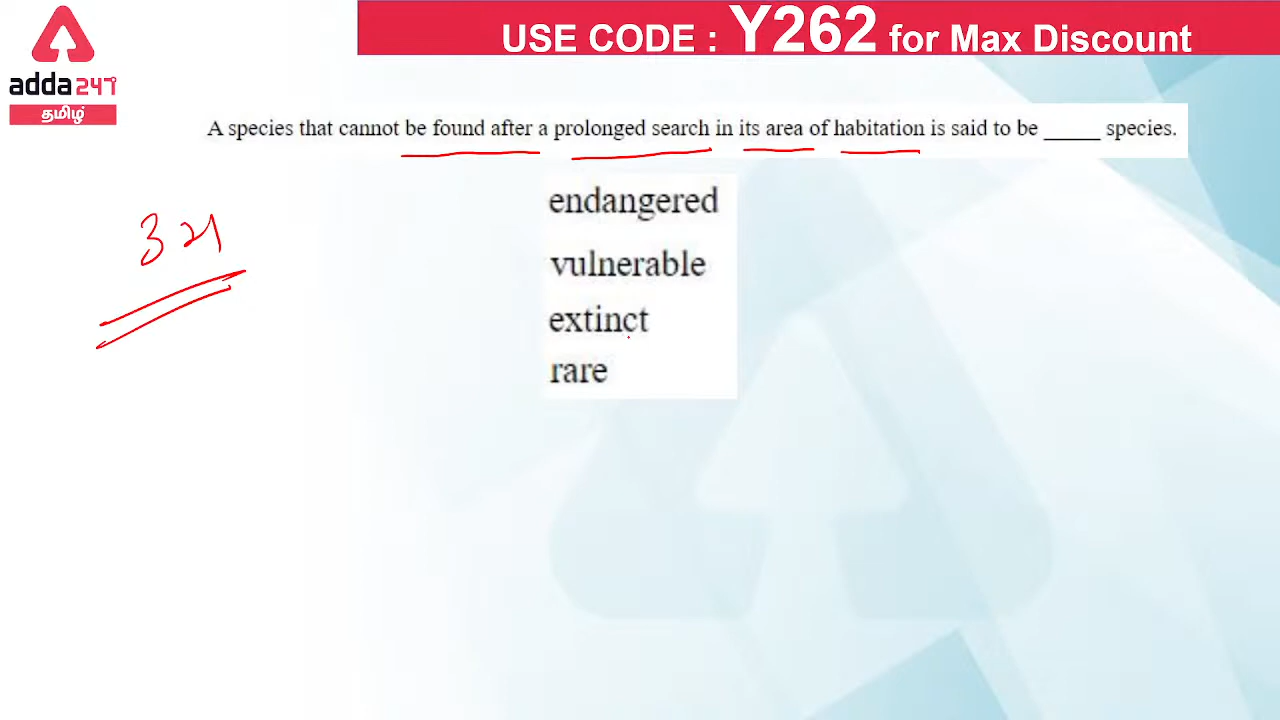 USE CODE : Y262 for Max Discount
adda247
தமிழ்
A species that cannot be found after a prolonged search in its area of habitation is said to be _____ species.
endangered
vulnerable
extinct
rare